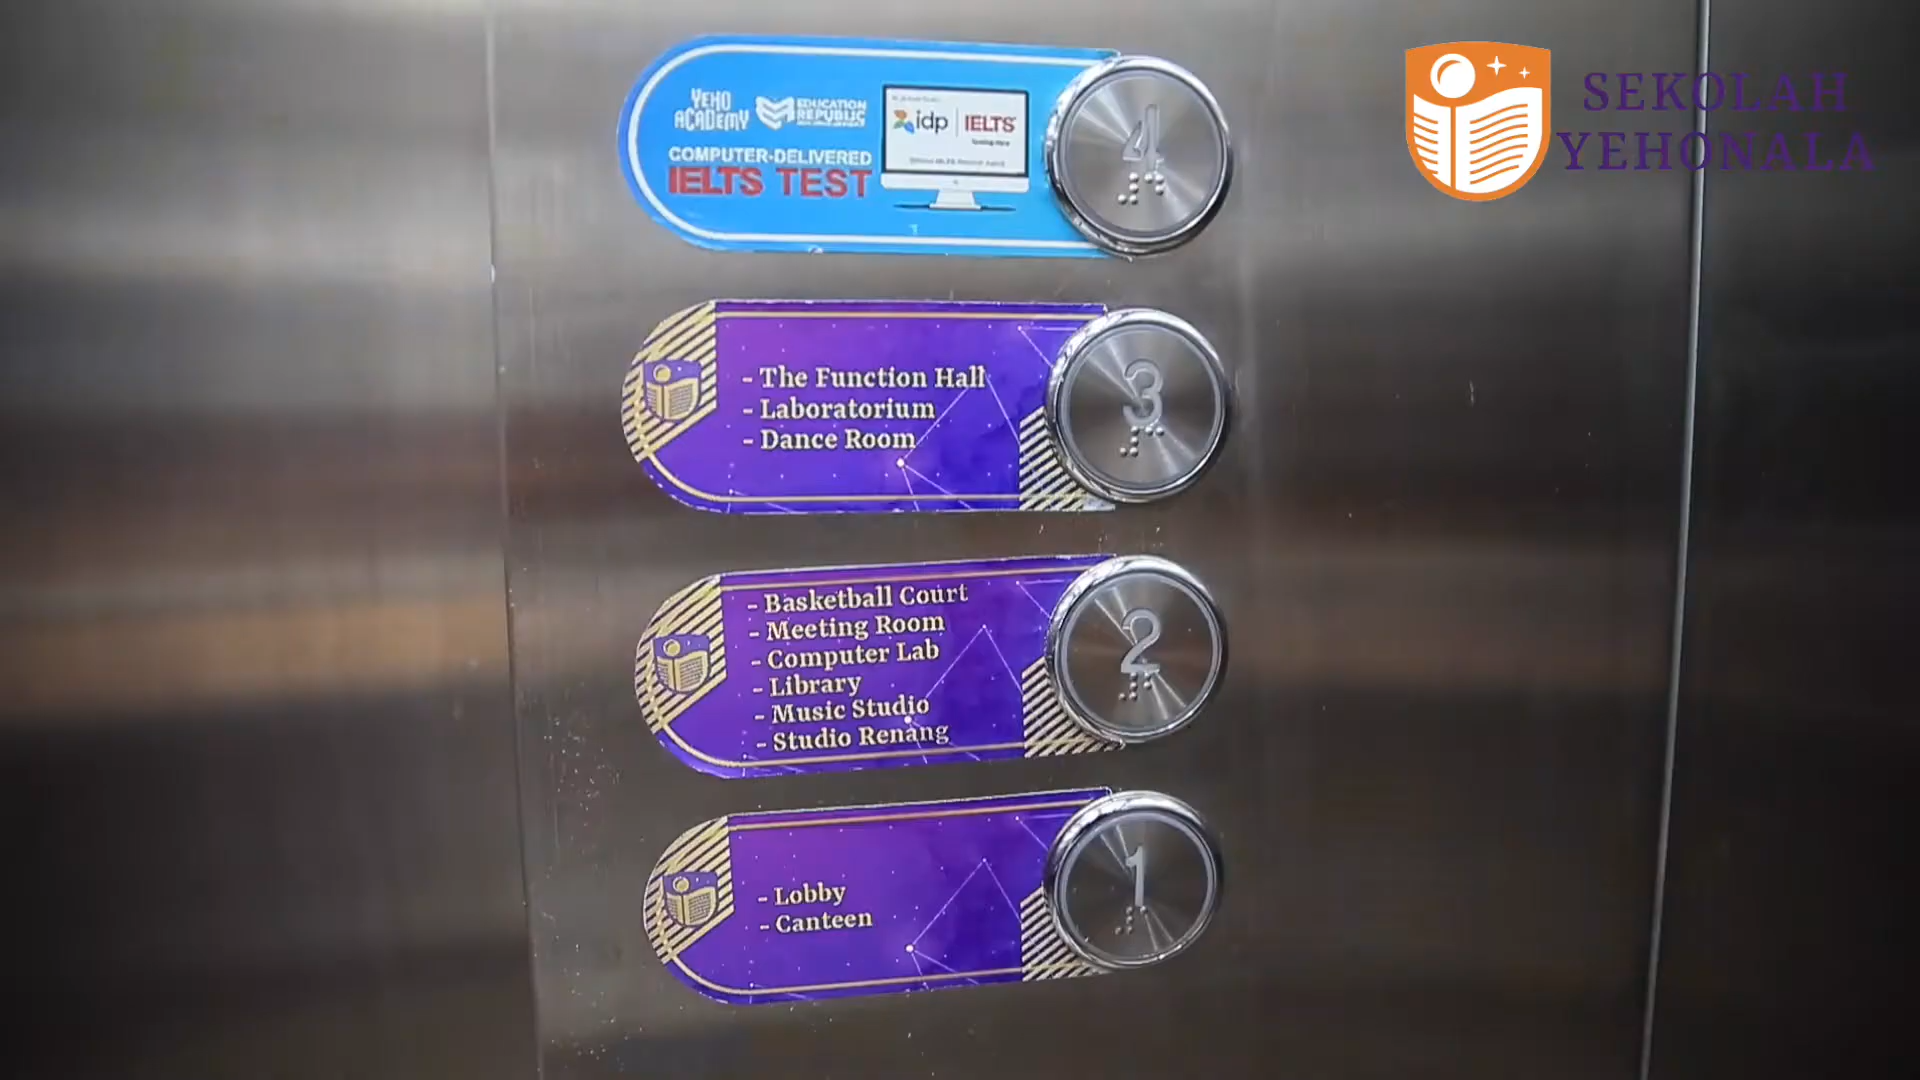 SEKOLAH
YEHONALA
YEHO
ACADEMY
EDUCATION
REPUBLIC
COMPUTER-DELIVERED
IELTS TEST
idp | IELTS
4
- The Function Hall
- Laboratorium
- Dance Room
3
- Basketball Court
- Meeting Room
- Computer Lab
- Library
- Music Studio
- Studio Renang
2
- Lobby
- Canteen
1